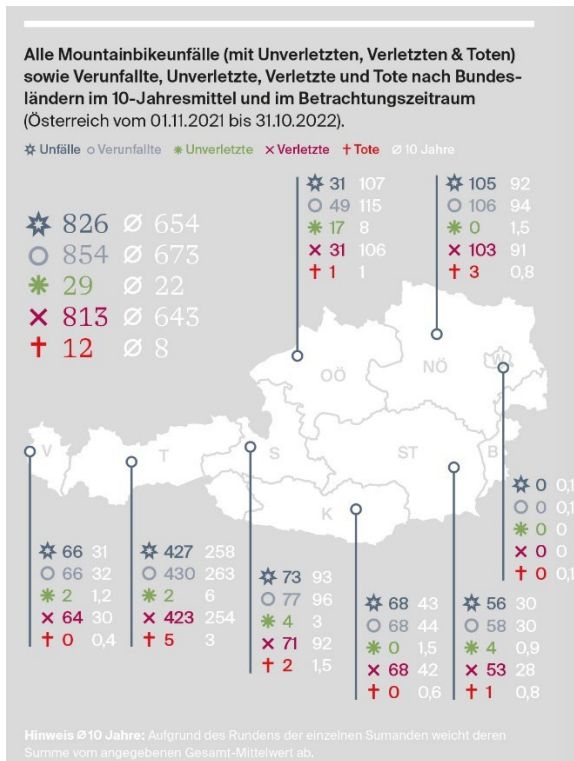 Alle Mountainbikeunfälle (mit Unverletzten, Verletzten & Toten)
sowie Verunfallte, Unverletzte, Verletzte und Tote nach Bundes-
ländern im 10-Jahresmittel und im Betrachtungszeitraum
(Österreich vom 01.11.2021 bis 31.10.2022).
Unfälle Verunfallte Unverletzte Verletzte Tote Ø 10 Jahre
31 107
49 115
17 8
31 106
1 1
105 92
106 94
0 1,5
103 91
3 0,8
826 Ø 654
854 Ø 673
29 Ø 22
813 Ø 643
12 Ø 8
OÖ
NÖ
W
V
T
S
ST
B
K
0 0,1
0 0,1
0 0
0 0
0 0,1
66 31
66 32
2 1,2
64 30
0 0,4
427 258
430 263
2 6
423 254
5 3
73 93
77 96
4 3
71 92
2 1,5
68 43
68 44
0 1,5
68 42
0 0,6
56 30
58 30
4 0,9
53 28
1 0,8
Hinweis Ø10 Jahre: Aufgrund des Rundens der einzelnen Sumanden weicht deren
Summe vom angegebenen Gesamt-Mittelwert ab.